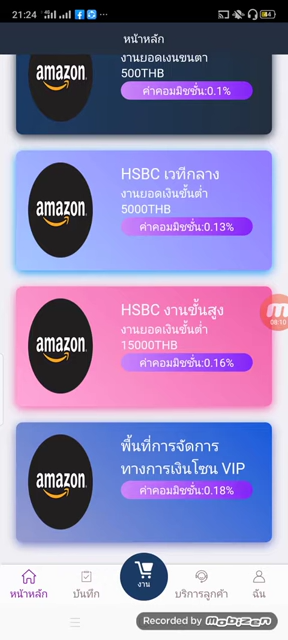 21:24
84
หน้าหลัก
amazon
งานยอดเงินขั้นต่ำ
500THB
ค่าคอมมิชชั่น:0.1%
amazon
HSBC เวทีกลาง
งานยอดเงินขั้นต่ำ
5000THB
ค่าคอมมิชชั่น:0.13%
amazon
HSBC งานขั้นสูง
งานยอดเงินขั้นต่ำ
15000THB
ค่าคอมมิชชั่น:0.16%
08:10
amazon
พื้นที่การจัดการ
ทางการเงินโซน VIP
ค่าคอมมิชชั่น:0.18%
หน้าหลัก
บันทึก
งาน
บริการลูกค้า
ฉัน
Recorded by mobizen